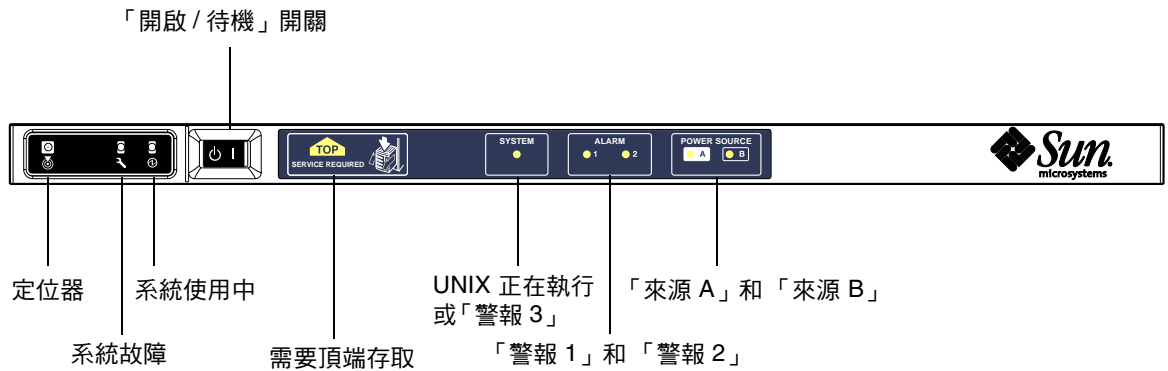 「開啟 / 待機」開關
TOP
SERVICE REQUIRED
SYSTEM
ALARM
1 2
POWER SOURCE
A B
Sun
microsystems
定位器
系統使用中
UNIX 正在執行
或「警報 3」
「來源 A」和「來源 B」
系統故障
需要頂端存取
「警報 1」和「警報 2」